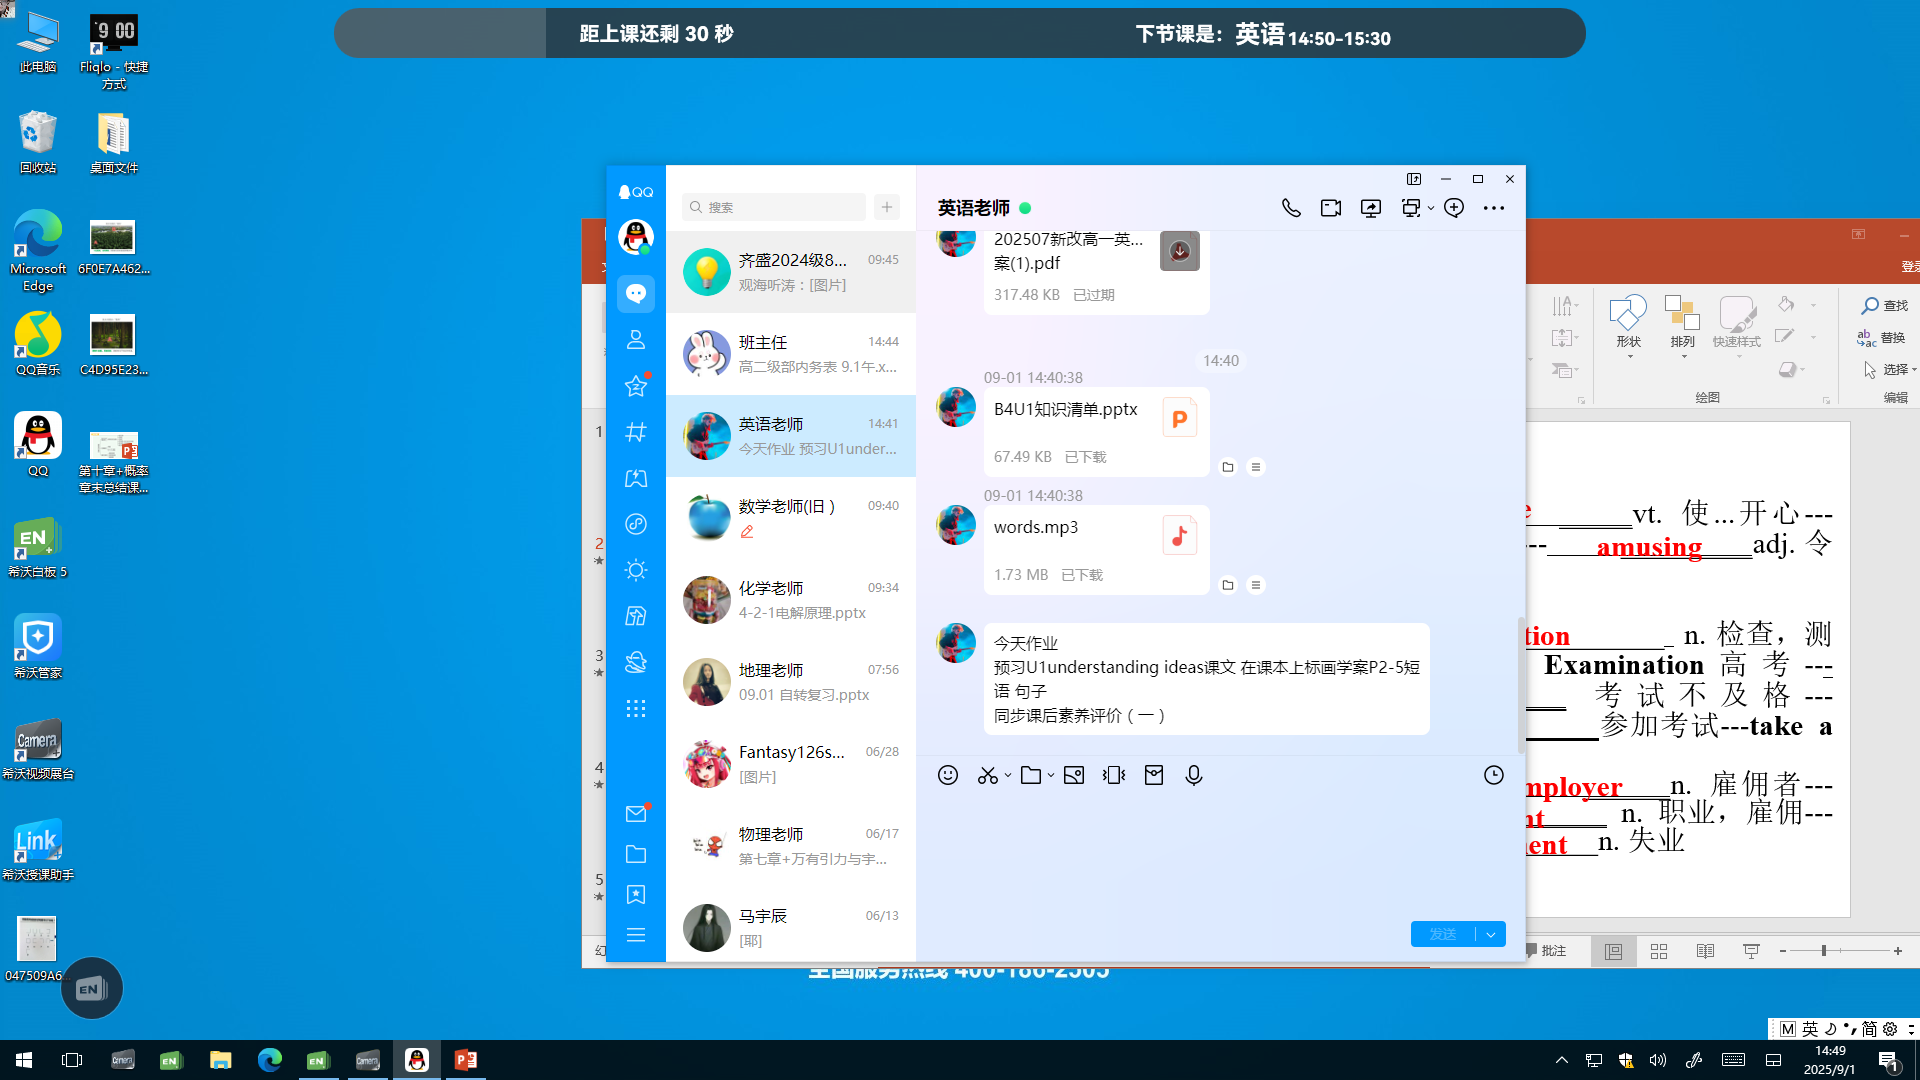 距上课还剩 30 秒
下节课是：英语 14:50-15:30
此电脑
Fliqlo - 快捷方式
回收站
桌面文件
Microsoft Edge
6F0E7A462...
QQ音乐
C4D95E23...
QQ
第十章+概率章末总结课...
希沃白板 5
希沃管家
希沃视频展台
希沃授课助手
047509A6...
QQ
搜索
齐盛2024级8... 09:45
观海听涛：[图片]
班主任 14:44
高二级部内务表 9.1午.x...
英语老师 14:41
今天作业 预习U1under...
数学老师(旧 ) 09:40
化学老师 09:34
4-2-1电解原理.pptx
地理老师 07:56
09.01 自转复习.pptx
Fantasy126s... 06/28
[图片]
物理老师 06/17
第七章+万有引力与宇...
马宇辰 06/13
[耶]
英语老师
202507新改高一英...
案(1).pdf
317.48 KB 已过期
14:40
09-01 14:40:38
B4U1知识清单.pptx
67.49 KB 已下载
09-01 14:40:38
words.mp3
1.73 MB 已下载
今天作业
预习U1understanding ideas课文 在课本上标画学案P2-5短
语 句子
同步课后素养评价（一）
发送
登录
形状
排列
快速样式
查找
替换
选择
绘图
编辑
1
2
3
4
5
vt. 使...开心---
---amusing adj. 令
tion n. 检查，测
Examination 高考 ---
考试不及格 ---
参加考试---take a
mployer n. 雇佣者---
nt n. 职业，雇佣---
ent n. 失业
批注
全国服务热线 400-186-2505
M 英 简
14:49
2025/9/1
1